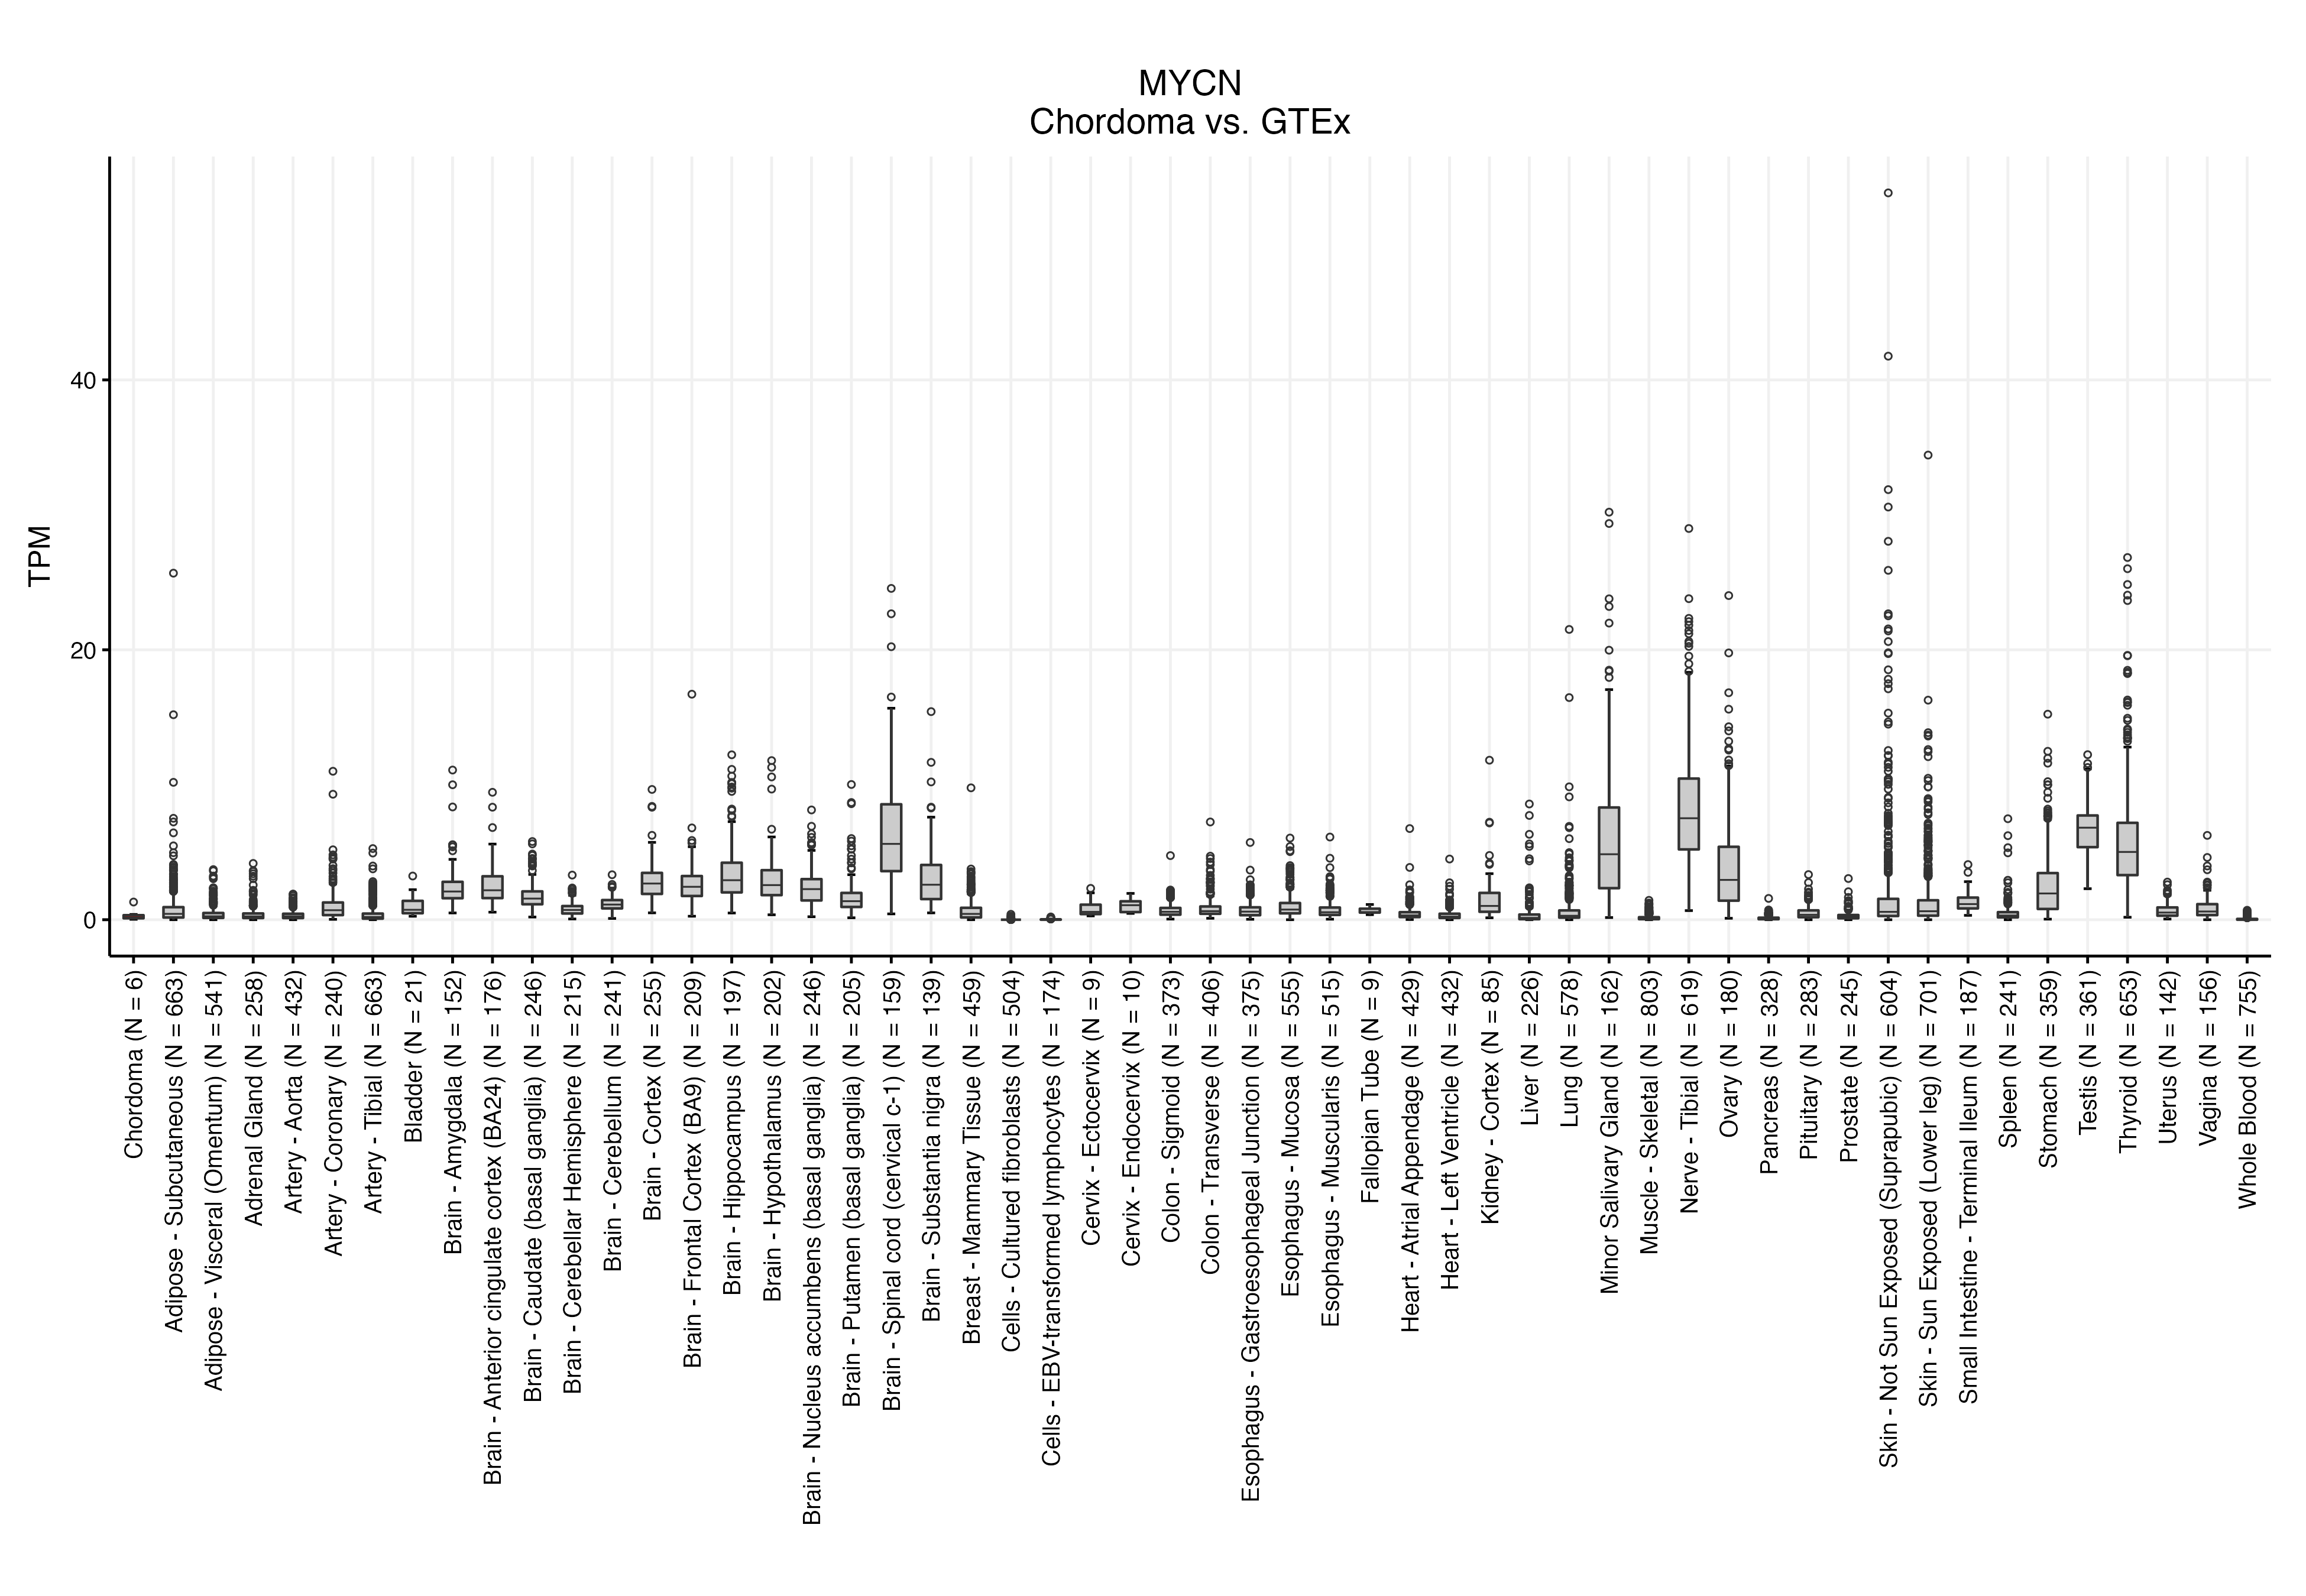 MYCN
Chordoma vs. GTEx
TPM
40
20
0
Chordoma (N = 6)
Adipose - Subcutaneous (N = 663)
Adipose - Visceral (Omentum) (N = 541)
Adrenal Gland (N = 258)
Artery - Aorta (N = 432)
Artery - Coronary (N = 240)
Artery - Tibial (N = 663)
Bladder (N = 21)
Brain - Amygdala (N = 152)
Brain - Anterior cingulate cortex (BA24) (N = 176)
Brain - Caudate (basal ganglia) (N = 246)
Brain - Cerebellar Hemisphere (N = 215)
Brain - Cerebellum (N = 241)
Brain - Cortex (N = 255)
Brain - Frontal Cortex (BA9) (N = 209)
Brain - Hippocampus (N = 197)
Brain - Hypothalamus (N = 202)
Brain - Nucleus accumbens (basal ganglia) (N = 246)
Brain - Putamen (basal ganglia) (N = 205)
Brain - Spinal cord (cervical c-1) (N = 159)
Brain - Substantia nigra (N = 139)
Breast - Mammary Tissue (N = 459)
Cells - Cultured fibroblasts (N = 504)
Cells - EBV-transformed lymphocytes (N = 174)
Cervix - Ectocervix (N = 9)
Cervix - Endocervix (N = 10)
Colon - Sigmoid (N = 373)
Colon - Transverse (N = 406)
Esophagus - Gastroesophageal Junction (N = 375)
Esophagus - Mucosa (N = 555)
Esophagus - Muscularis (N = 515)
Fallopian Tube (N = 9)
Heart - Atrial Appendage (N = 429)
Heart - Left Ventricle (N = 432)
Kidney - Cortex (N = 85)
Liver (N = 226)
Lung (N = 578)
Minor Salivary Gland (N = 162)
Muscle - Skeletal (N = 803)
Nerve - Tibial (N = 619)
Ovary (N = 180)
Pancreas (N = 328)
Pituitary (N = 283)
Prostate (N = 245)
Skin - Not Sun Exposed (Suprapubic) (N = 604)
Skin - Sun Exposed (Lower leg) (N = 701)
Small Intestine - Terminal Ileum (N = 187)
Spleen (N = 241)
Stomach (N = 359)
Testis (N = 361)
Thyroid (N = 653)
Uterus (N = 142)
Vagina (N = 156)
Whole Blood (N = 755)